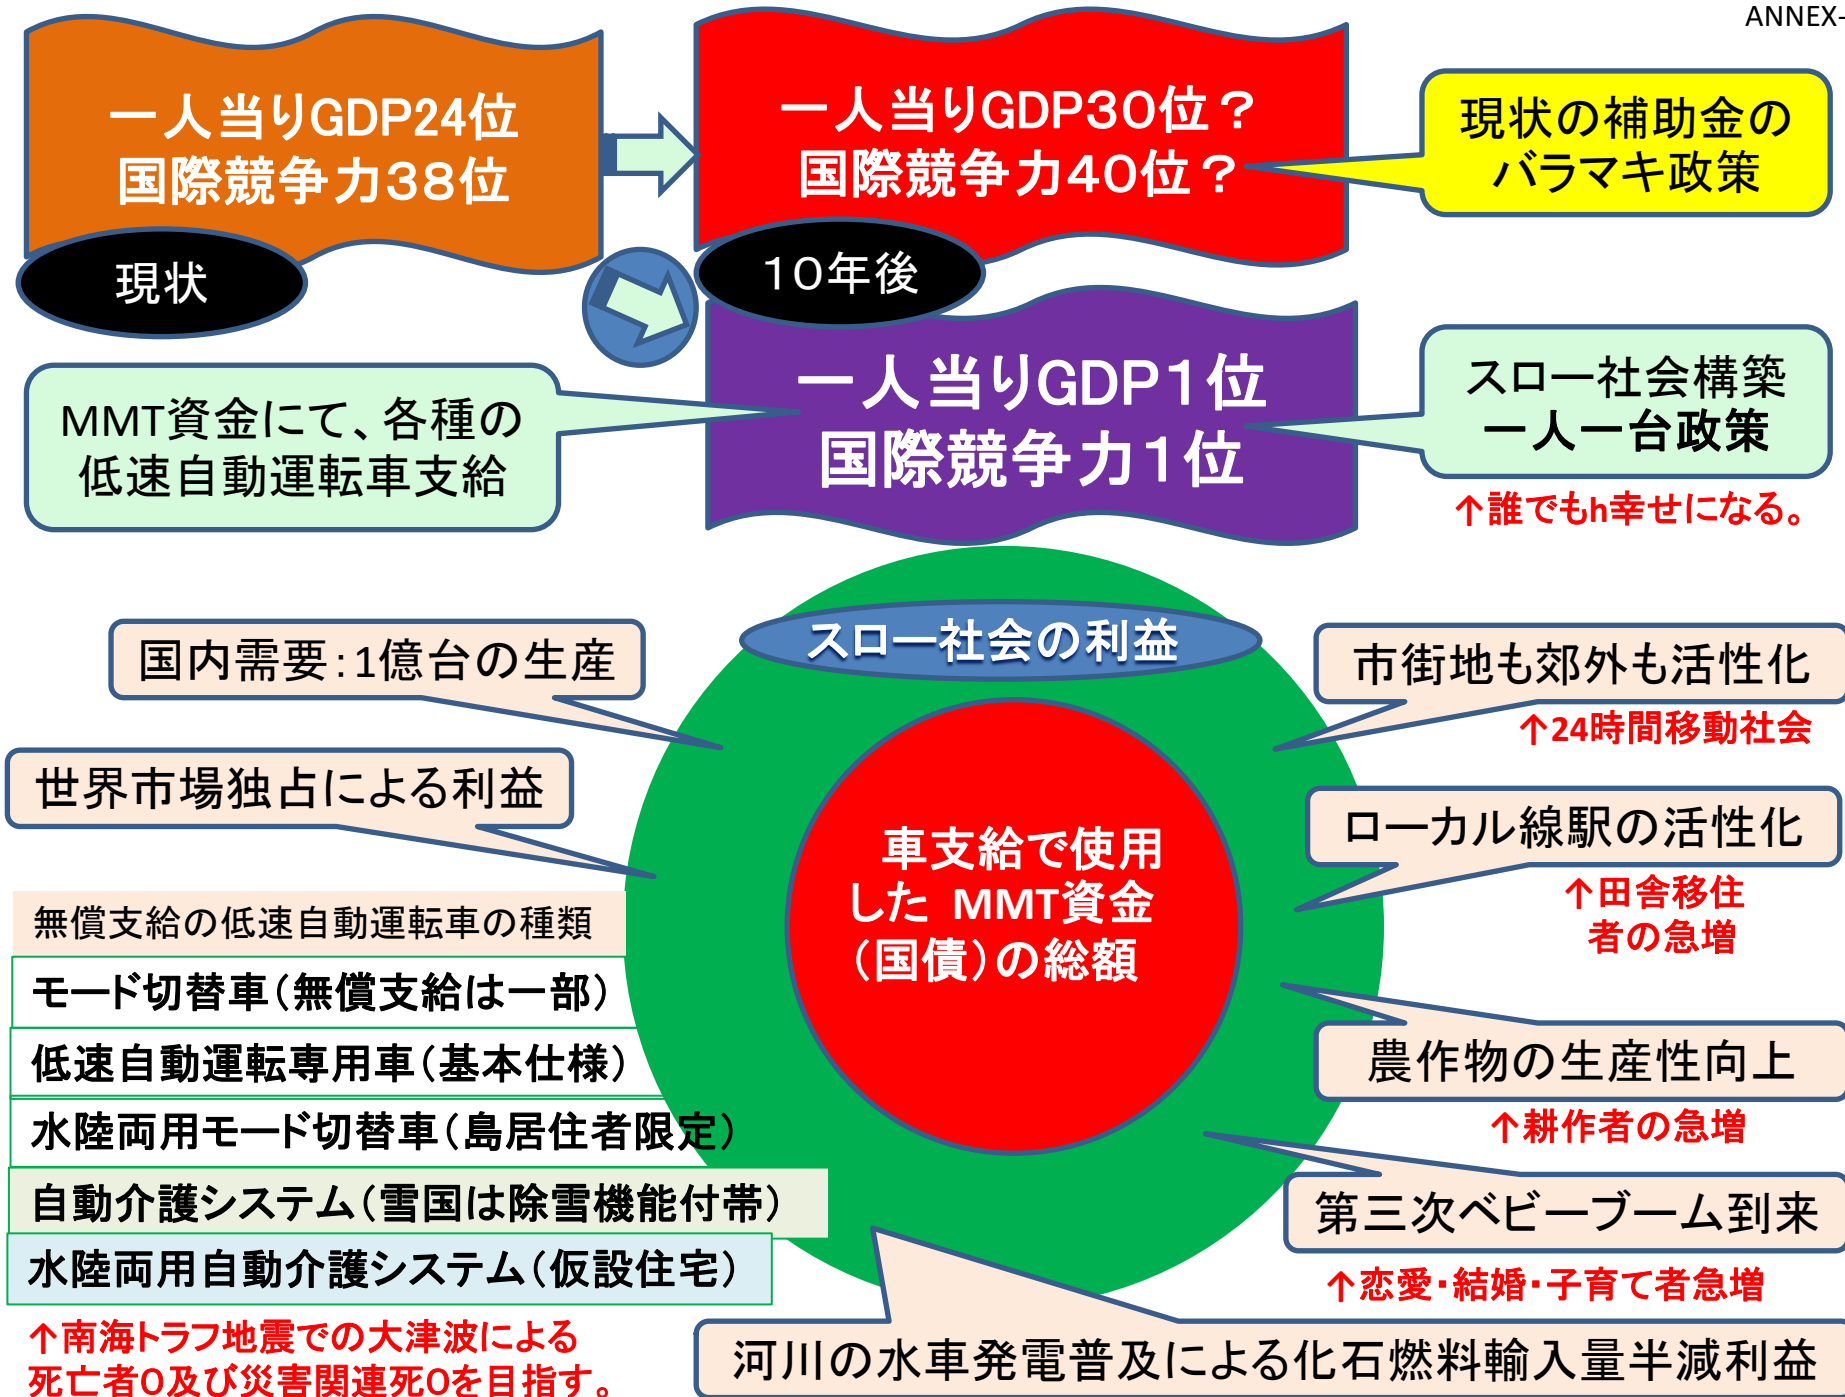 ANNEX-
一人当りGDP24位
国際競争力38位
現状
一人当りGDP30位？
国際競争力40位？
10年後
現状の補助金の
バラマキ政策
MMT資金にて、各種の
低速自動運転車支給
一人当りGDP1位
国際競争力1位
スロー社会構築
一人一台政策
↑誰でもh幸せになる。
スロー社会の利益
国内需要：1億台の生産
世界市場独占による利益
車支給で使用
した MMT資金
（国債）の総額
市街地も郊外も活性化
↑24時間移動社会
ローカル線駅の活性化
↑田舎移住
者の急増
農作物の生産性向上
↑耕作者の急増
第三次ベビーブーム到来
↑恋愛・結婚・子育て者急増
河川の水車発電普及による化石燃料輸入量半減利益
無償支給の低速自動運転車の種類
モード切替車（無償支給は一部）
低速自動運転専用車（基本仕様）
水陸両用モード切替車（島居住者限定）
自動介護システム（雪国は除雪機能付帯）
水陸両用自動介護システム（仮設住宅）
↑南海トラフ地震での大津波による
死亡者0及び災害関連死0を目指す。